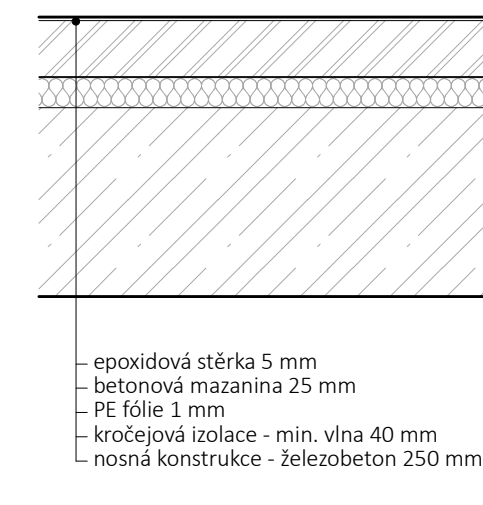 epoxidová stěrka 5 mm
betonová mazanina 25 mm
PE fólie 1 mm
kročejová izolace - min. vlna 40 mm
nosná konstrukce - železobeton 250 mm